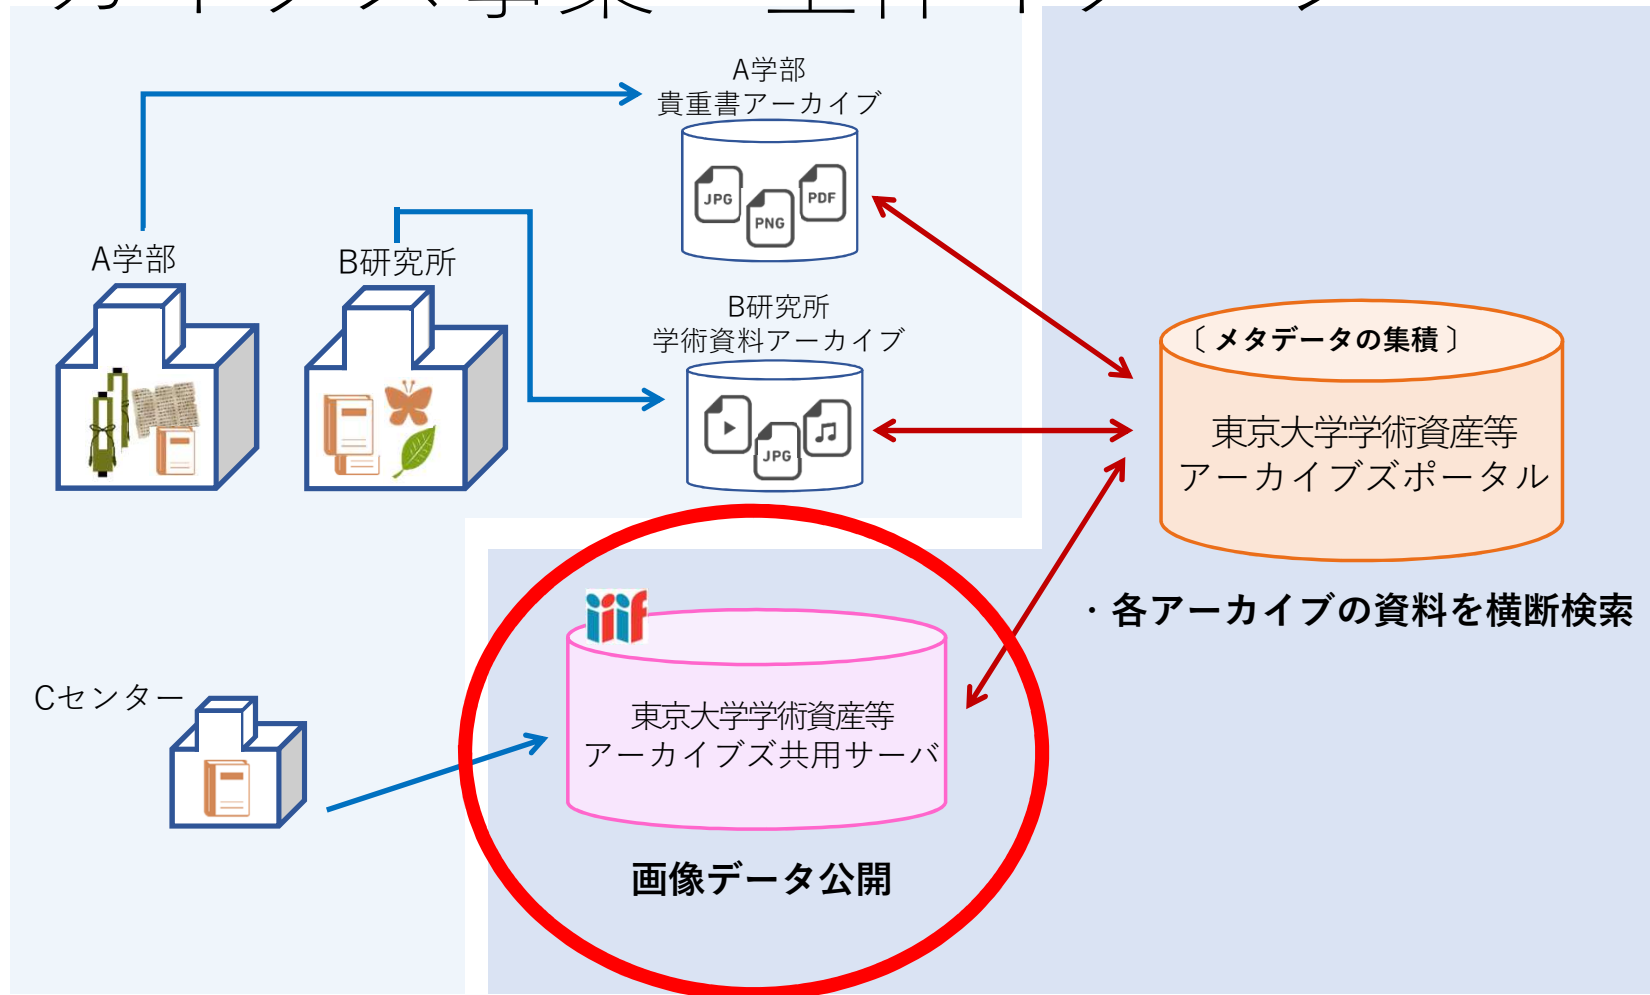 A学部
貴重書アーカイブ
JPG
PNG
PDF
A学部
B研究所
B研究所
学術資料アーカイブ
JPG
〔 メタデータの集積 〕
東京大学学術資産等
アーカイブズポータル
・各アーカイブの資料を横断検索
iiif
東京大学学術資産等
アーカイブズ共用サーバ
Cセンター
画像データ公開